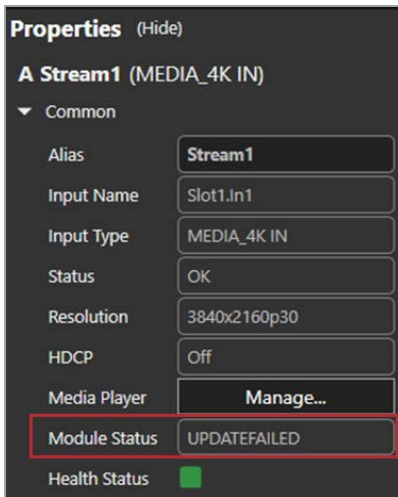 Properties (Hide)
A Stream1 (MEDIA_4K IN)
Common
Alias Stream1
Input Name Slot1.In1
Input Type MEDIA_4K IN
Status OK
Resolution 3840x2160p30
HDCP Off
Media Player Manage...
Module Status UPDATEFAILED
Health Status